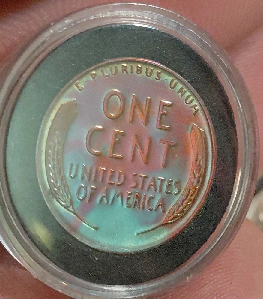 E·PLURIBUS·UNUM
ONE
CENT
UNITED STATES
OF AMERICA